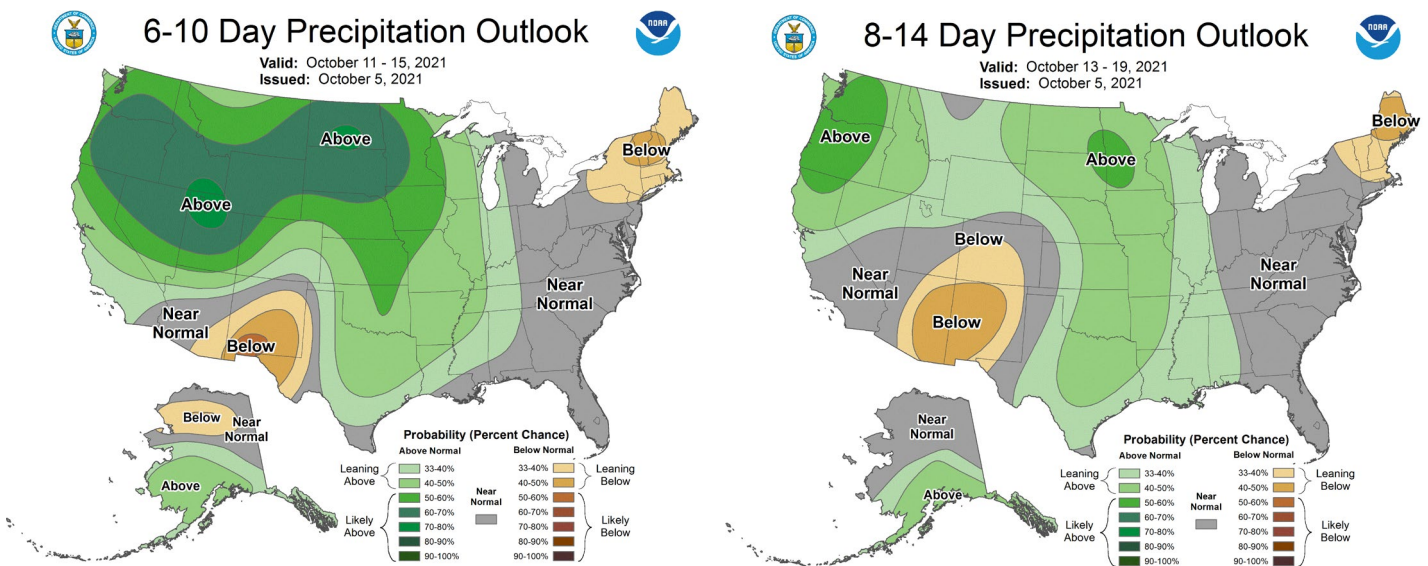 6-10 Day Precipitation Outlook
Valid: October 11 - 15, 2021
Issued: October 5, 2021
NOAA
Above
Above
Below
Near
Normal
Near
Normal
Below
Below
Near
Normal
Above
Probability (Percent Chance)
Above Normal
Below Normal
Leaning
Above
33-40%
40-50%
Likely
Above
50-60%
60-70%
70-80%
80-90%
90-100%
Near
Normal
33-40%
40-50%
Leaning
Below
50-60%
60-70%
70-80%
80-90%
90-100%
Likely
Below
8-14 Day Precipitation Outlook
Valid: October 13 - 19, 2021
Issued: October 5, 2021
NOAA
Above
Above
Below
Below
Near
Normal
Near
Normal
Below
Near
Normal
Above
Probability (Percent Chance)
Above Normal
Below Normal
Leaning
Above
33-40%
40-50%
Likely
Above
50-60%
60-70%
70-80%
80-90%
90-100%
Near
Normal
33-40%
40-50%
Leaning
Below
50-60%
60-70%
70-80%
80-90%
90-100%
Likely
Below